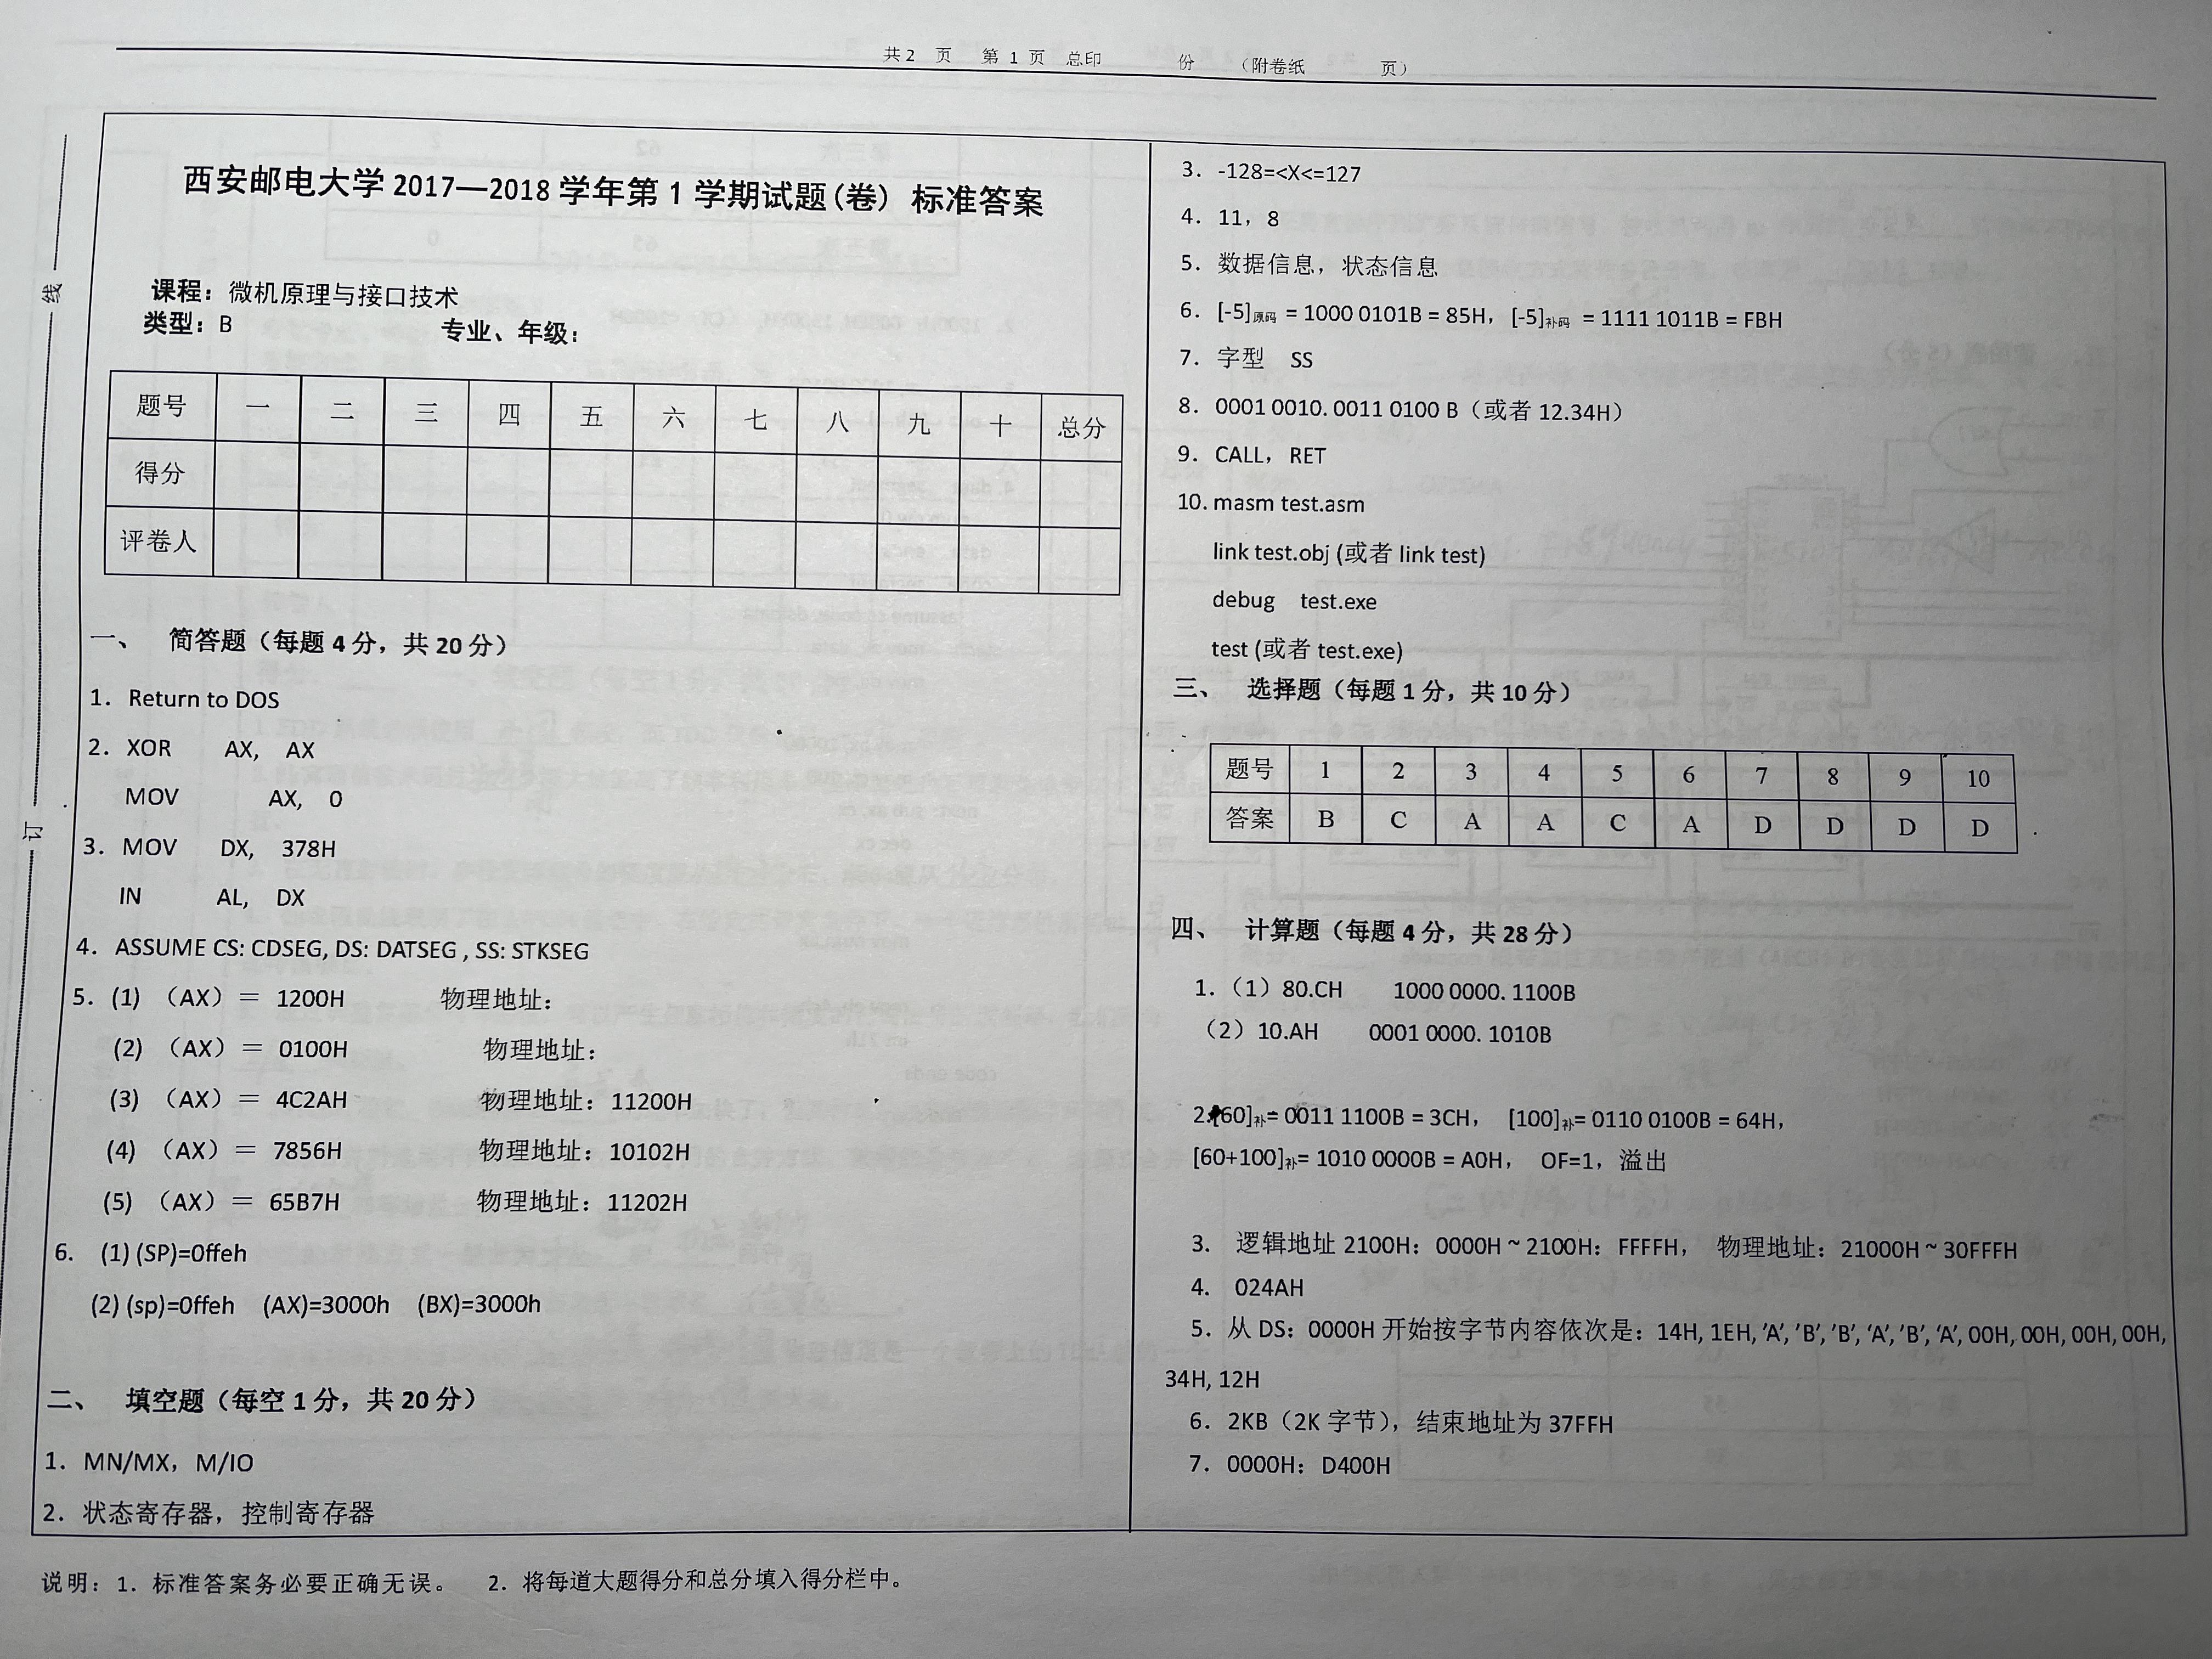 共2 页 第 1 页 总印 份 （附卷纸 页）
西安邮电大学 2017—2018 学年第 1 学期试题(卷) 标准答案
课程：微机原理与接口技术
类型：B 专业、年级：
题号 一 二 三 四 五 六 七 八 九 十 总分
得分
评卷人
一、 简答题（每题 4 分，共 20 分）
1. Return to DOS
2. XOR AX, AX
MOV AX, 0
3. MOV DX, 378H
IN AL, DX
4. ASSUME CS: CDSEG, DS: DATSEG , SS: STKSEG
5. (1) （AX）＝ 1200H 物理地址：
(2) （AX）＝ 0100H 物理地址：
(3) （AX）＝ 4C2AH 物理地址：11200H
(4) （AX）＝ 7856H 物理地址：10102H
(5) （AX）＝ 65B7H 物理地址：11202H
6. (1) (SP)=0ffeh
(2) (sp)=0ffeh (AX)=3000h (BX)=3000h
二、 填空题（每空 1 分，共 20 分）
1. MN/MX，M/IO
2. 状态寄存器，控制寄存器
3. -128=<X<=127
4. 11，8
5. 数据信息，状态信息
6. [-5]原码 = 1000 0101B = 85H，[-5]补码 = 1111 1011B = FBH
7. 字型 SS
8. 0001 0010. 0011 0100 B（或者 12.34H）
9. CALL，RET
10. masm test.asm
link test.obj (或者 link test)
debug test.exe
test (或者 test.exe)
三、 选择题（每题 1 分，共 10 分）
题号 1 2 3 4 5 6 7 8 9 10
答案 B C A A C A D D D D
四、 计算题（每题 4 分，共 28 分）
1.（1）80.CH 1000 0000. 1100B
（2）10.AH 0001 0000. 1010B
2.[60]补= 0011 1100B = 3CH， [100]补= 0110 0100B = 64H，
[60+100]补= 1010 0000B = A0H， OF=1，溢出
3. 逻辑地址 2100H：0000H ~ 2100H：FFFFH， 物理地址：21000H ~ 30FFFH
4. 024AH
5. 从 DS：0000H 开始按字节内容依次是：14H, 1EH, ’A’, ’B’, ’B’, ’A’, ’B’, ’A’, 00H, 00H, 00H, 00H,
34H, 12H
6. 2KB（2K 字节），结束地址为 37FFH
7. 0000H：D400H
说明：1. 标准答案务必要正确无误。 2. 将每道大题得分和总分填入得分栏中。
线
订